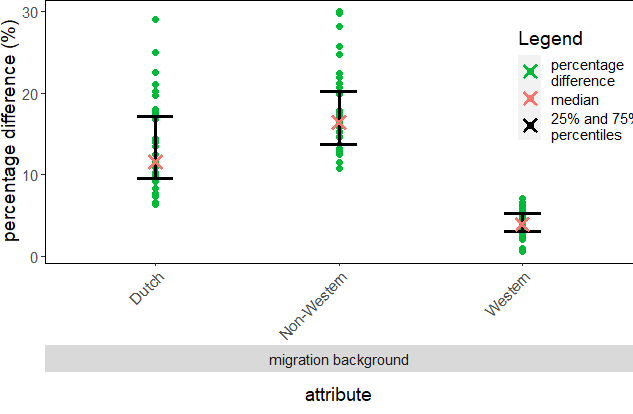 percentage difference (%)
30
20
10
0
Legend
percentage
difference
median
25% and 75%
percentiles
Dutch
Non-Western
Western
migration background
attribute